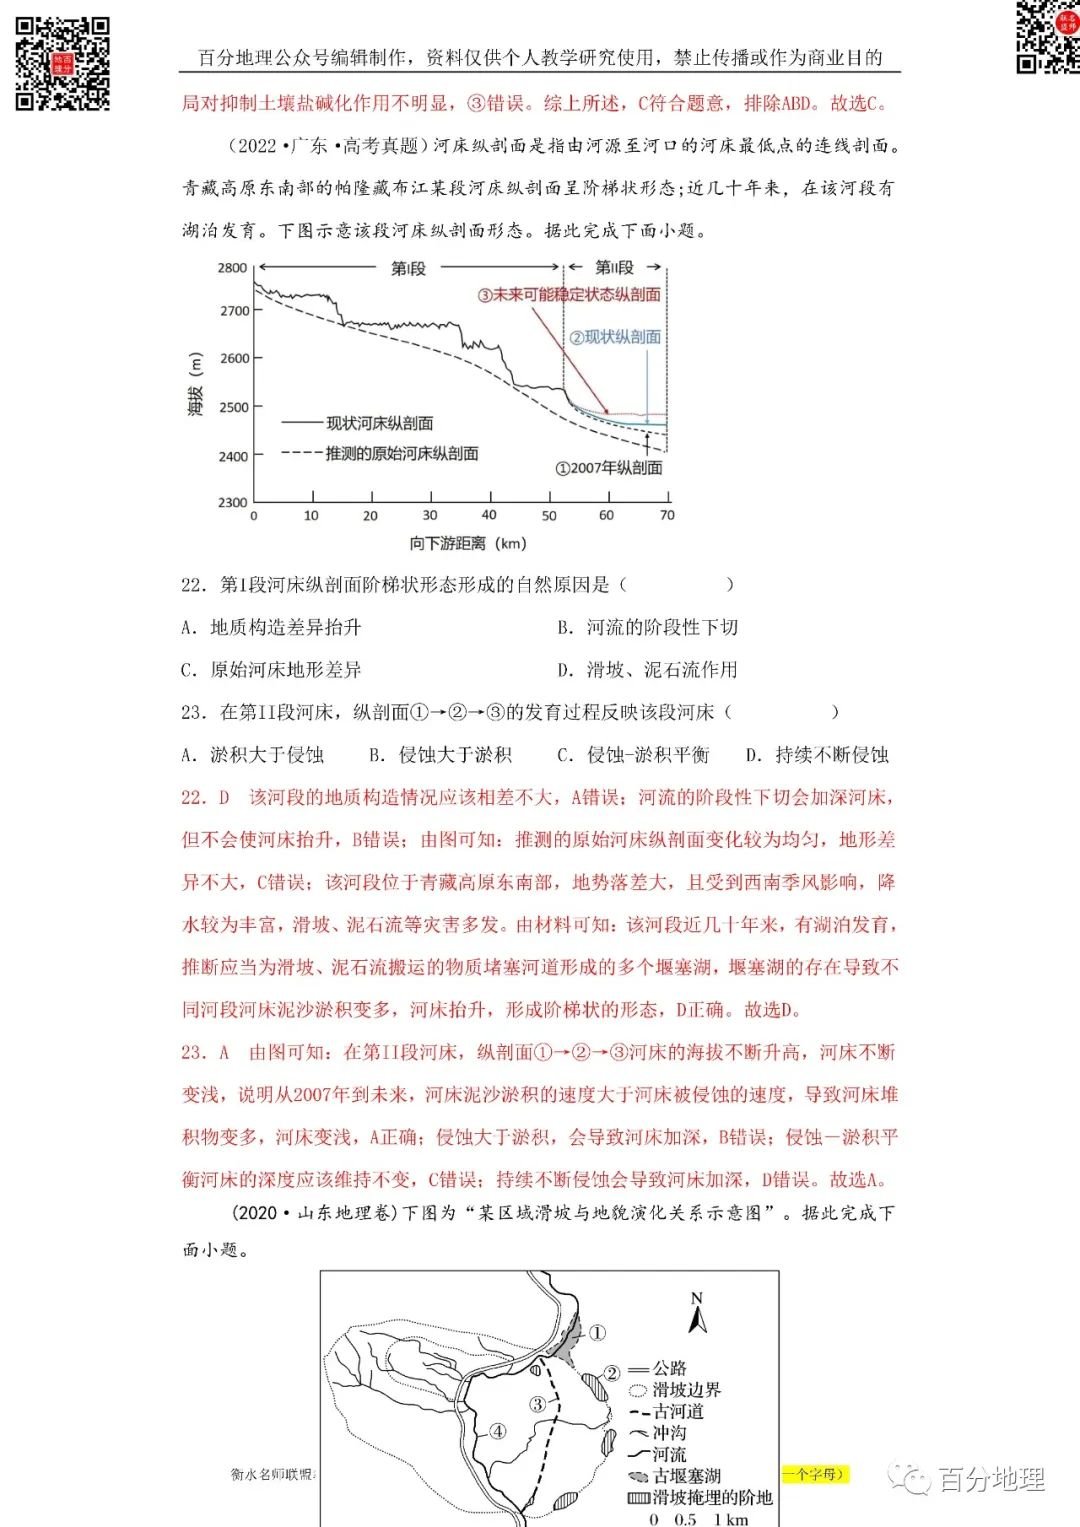 百分地理公众号编辑制作，资料仅供个人教学研究使用，禁止传播或作为商业目的
局对抑制土壤盐碱化作用不明显，③错误。综上所述，C符合题意，排除ABD。故选C。
（2022·广东·高考真题）河床纵剖面是指由河源至河口的河床最低点的连线剖面。
青藏高原东南部的帕隆藏布江某段河床纵剖面呈阶梯状形态;近几十年来，在该河段有
湖泊发育。下图示意该段河床纵剖面形态。据此完成下面小题。
2800
第I段
第II段
③未来可能稳定状态纵剖面
2700
②现状纵剖面
2600
海拔（m）
2500
现状河床纵剖面
2400
推测的原始河床纵剖面
①2007年纵剖面
2300
0 10 20 30 40 50 60 70
向下游距离（km）
22．第I段河床纵剖面阶梯状形态形成的自然原因是（ ）
A．地质构造差异抬升 B．河流的阶段性下切
C．原始河床地形差异 D．滑坡、泥石流作用
23．在第II段河床，纵剖面①→②→③的发育过程反映该段河床（ ）
A．淤积大于侵蚀 B．侵蚀大于淤积 C．侵蚀-淤积平衡 D．持续不断侵蚀
22．D 该河段的地质构造情况应该相差不大，A错误；河流的阶段性下切会加深河床，
但不会使河床抬升，B错误；由图可知：推测的原始河床纵剖面变化较为均匀，地形差
异不大，C错误；该河段位于青藏高原东南部，地势落差大，且受到西南季风影响，降
水较为丰富，滑坡、泥石流等灾害多发。由材料可知：该河段近几十年来，有湖泊发育，
推断应当为滑坡、泥石流搬运的物质堵塞河道形成的多个堰塞湖，堰塞湖的存在导致不
同河段河床泥沙淤积变多，河床抬升，形成阶梯状的形态，D正确。故选D。
23．A 由图可知：在第II段河床，纵剖面①→②→③河床的海拔不断升高，河床不断
变浅，说明从2007年到未来，河床泥沙淤积的速度大于河床被侵蚀的速度，导致河床堆
积物变多，河床变浅，A正确；侵蚀大于淤积，会导致河床加深，B错误；侵蚀－淤积平
衡河床的深度应该维持不变，C错误；持续不断侵蚀会导致河床加深，D错误。故选A。
(2020·山东地理卷)下图为“某区域滑坡与地貌演化关系示意图”。据此完成下
面小题。
N
①
②
③
④
公路
滑坡边界
古河道
冲沟
河流
古堰塞湖
滑坡掩埋的阶地
0 0.5 1 km
衡水名师联盟
一个字母）
百分地理